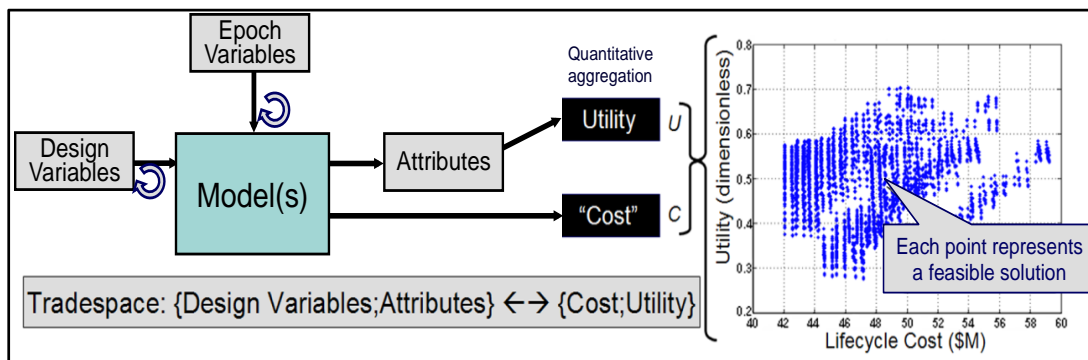 Epoch
Variables
Design
Variables
Model(s)
Attributes
Quantitative
aggregation
Utility
U
"Cost"
C
Tradespace: {Design Variables;Attributes} ←→ {Cost;Utility}
Utility (dimensionless)
0.8
0.7
0.6
0.5
0.4
0.3
0.2
40
42
44
46
48
50
52
54
56
58
60
Lifecycle Cost ($M)
Each point represents
a feasible solution